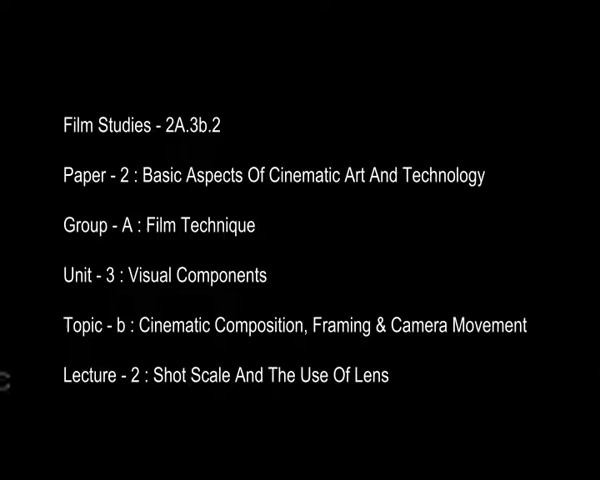 Film Studies - 2A.3b.2
Paper - 2 : Basic Aspects Of Cinematic Art And Technology
Group - A : Film Technique
Unit - 3 : Visual Components
Topic - b : Cinematic Composition, Framing & Camera Movement
Lecture - 2 : Shot Scale And The Use Of Lens